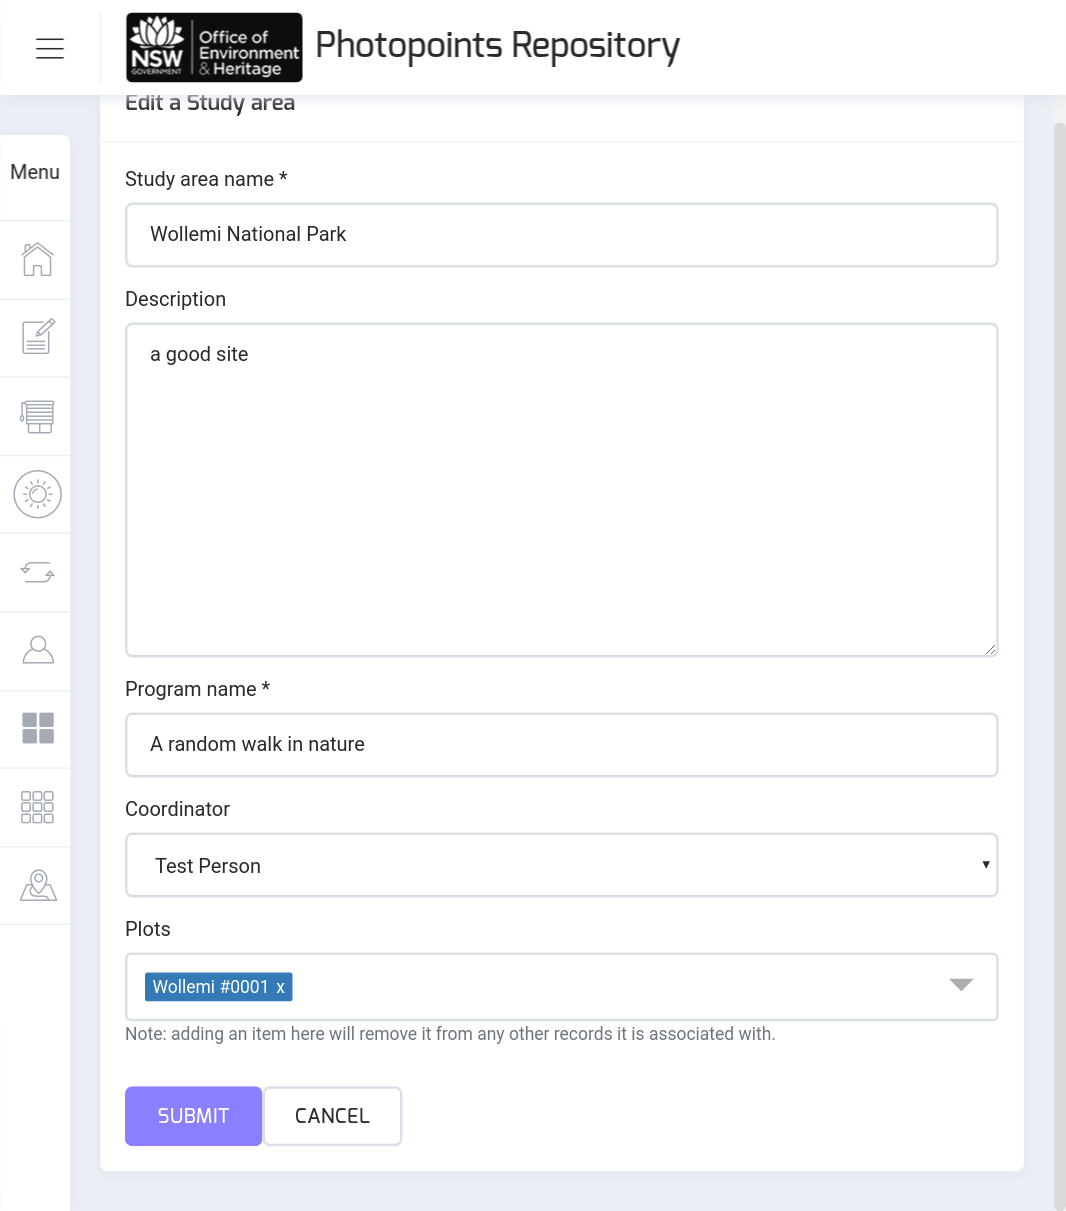 NSW
GOVERNMENT
Office of
Environment
& Heritage
Photopoints Repository
Edit a Study area
Menu
Study area name *
Wollemi National Park
Description
a good site
Program name *
A random walk in nature
Coordinator
Test Person
Plots
Wollemi #0001 x
Note: adding an item here will remove it from any other records it is associated with.
SUBMIT CANCEL